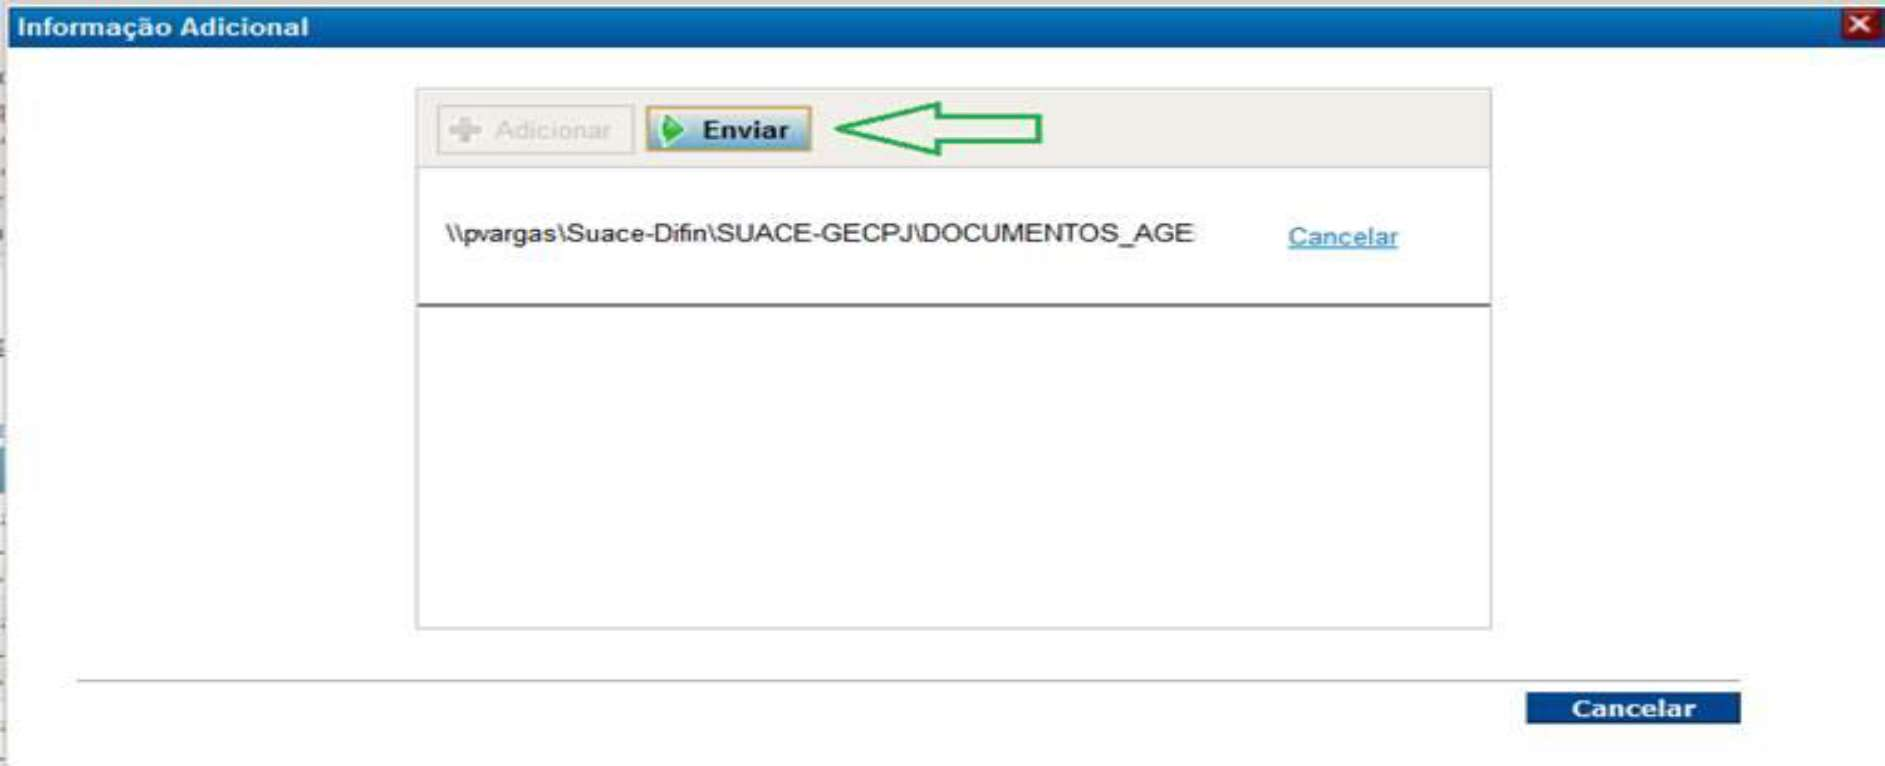 Informação Adicional
Adicionar
Enviar
\\pvargas\Suace-Difin\SUACE-GECPJ\DOCUMENTOS_AGE
Cancelar
Cancelar